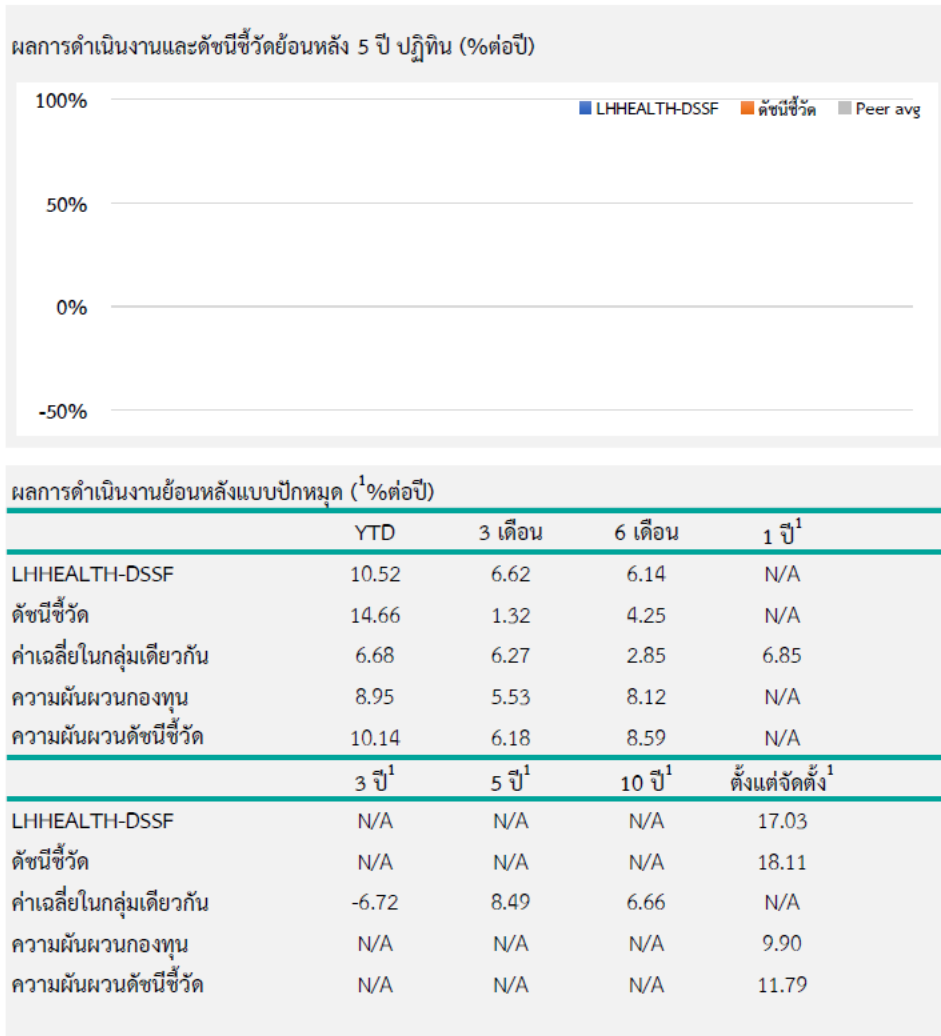 ผลการดำเนินงานและดัชนีชี้วัดย้อนหลัง 5 ปี ปฏิทิน (%ต่อปี)
100%
LHHEALTH-DSSF ดัชนีชี้วัด Peer avg
50%
0%
-50%
ผลการดำเนินงานย้อนหลังแบบปักหมุด (¹%ต่อปี)
YTD 3 เดือน 6 เดือน 1 ปี¹
LHHEALTH-DSSF 10.52 6.62 6.14 N/A
ดัชนีชี้วัด 14.66 1.32 4.25 N/A
ค่าเฉลี่ยในกลุ่มเดียวกัน 6.68 6.27 2.85 6.85
ความผันผวนกองทุน 8.95 5.53 8.12 N/A
ความผันผวนดัชนีชี้วัด 10.14 6.18 8.59 N/A
3 ปี¹ 5 ปี¹ 10 ปี¹ ตั้งแต่จัดตั้ง¹
LHHEALTH-DSSF N/A N/A N/A 17.03
ดัชนีชี้วัด N/A N/A N/A 18.11
ค่าเฉลี่ยในกลุ่มเดียวกัน -6.72 8.49 6.66 N/A
ความผันผวนกองทุน N/A N/A N/A 9.90
ความผันผวนดัชนีชี้วัด N/A N/A N/A 11.79